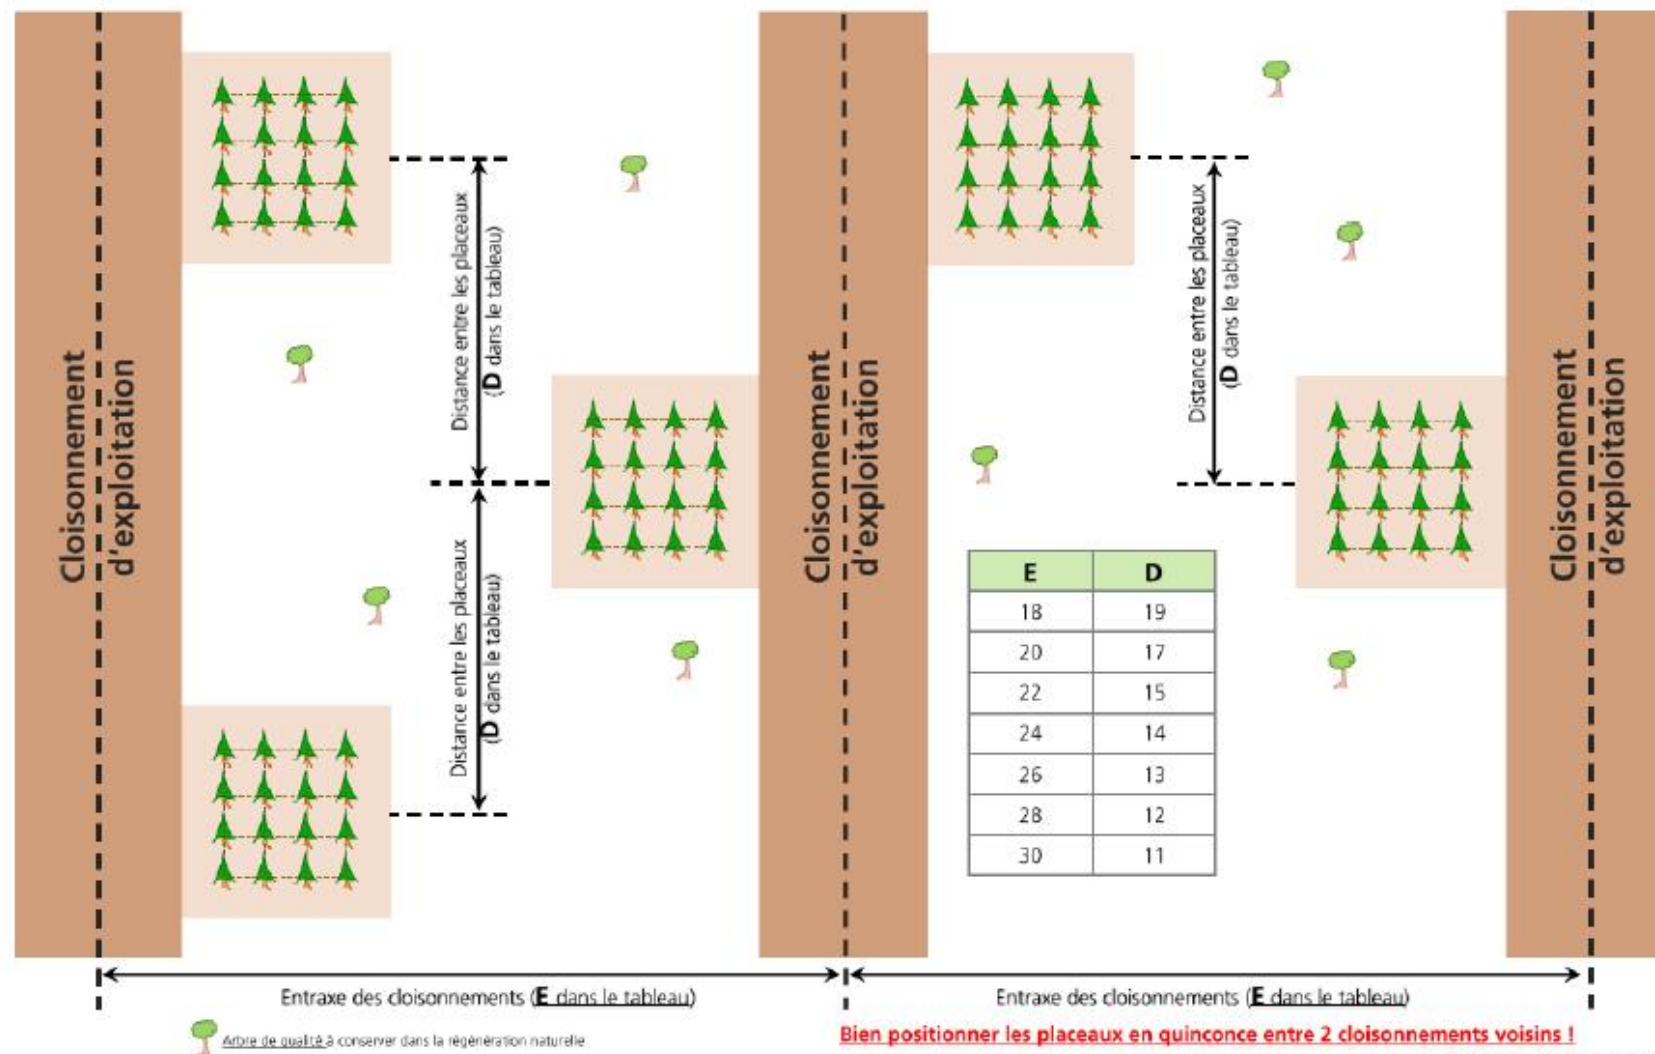 Cloisonnement
d'exploitation
Distance entre les placeaux
(D dans le tableau)
Distance entre les placeaux
(D dans le tableau)
Cloisonnement
d'exploitation
Distance entre les placeaux
(D dans le tableau)
Cloisonnement
d'exploitation
E D
18 19
20 17
22 15
24 14
26 13
28 12
30 11
Entraxe des cloisonnements (E dans le tableau)
Entraxe des cloisonnements (E dans le tableau)
Arbre de qualité à conserver dans la régénération naturelle
Bien positionner les placeaux en quinconce entre 2 cloisonnements voisins !